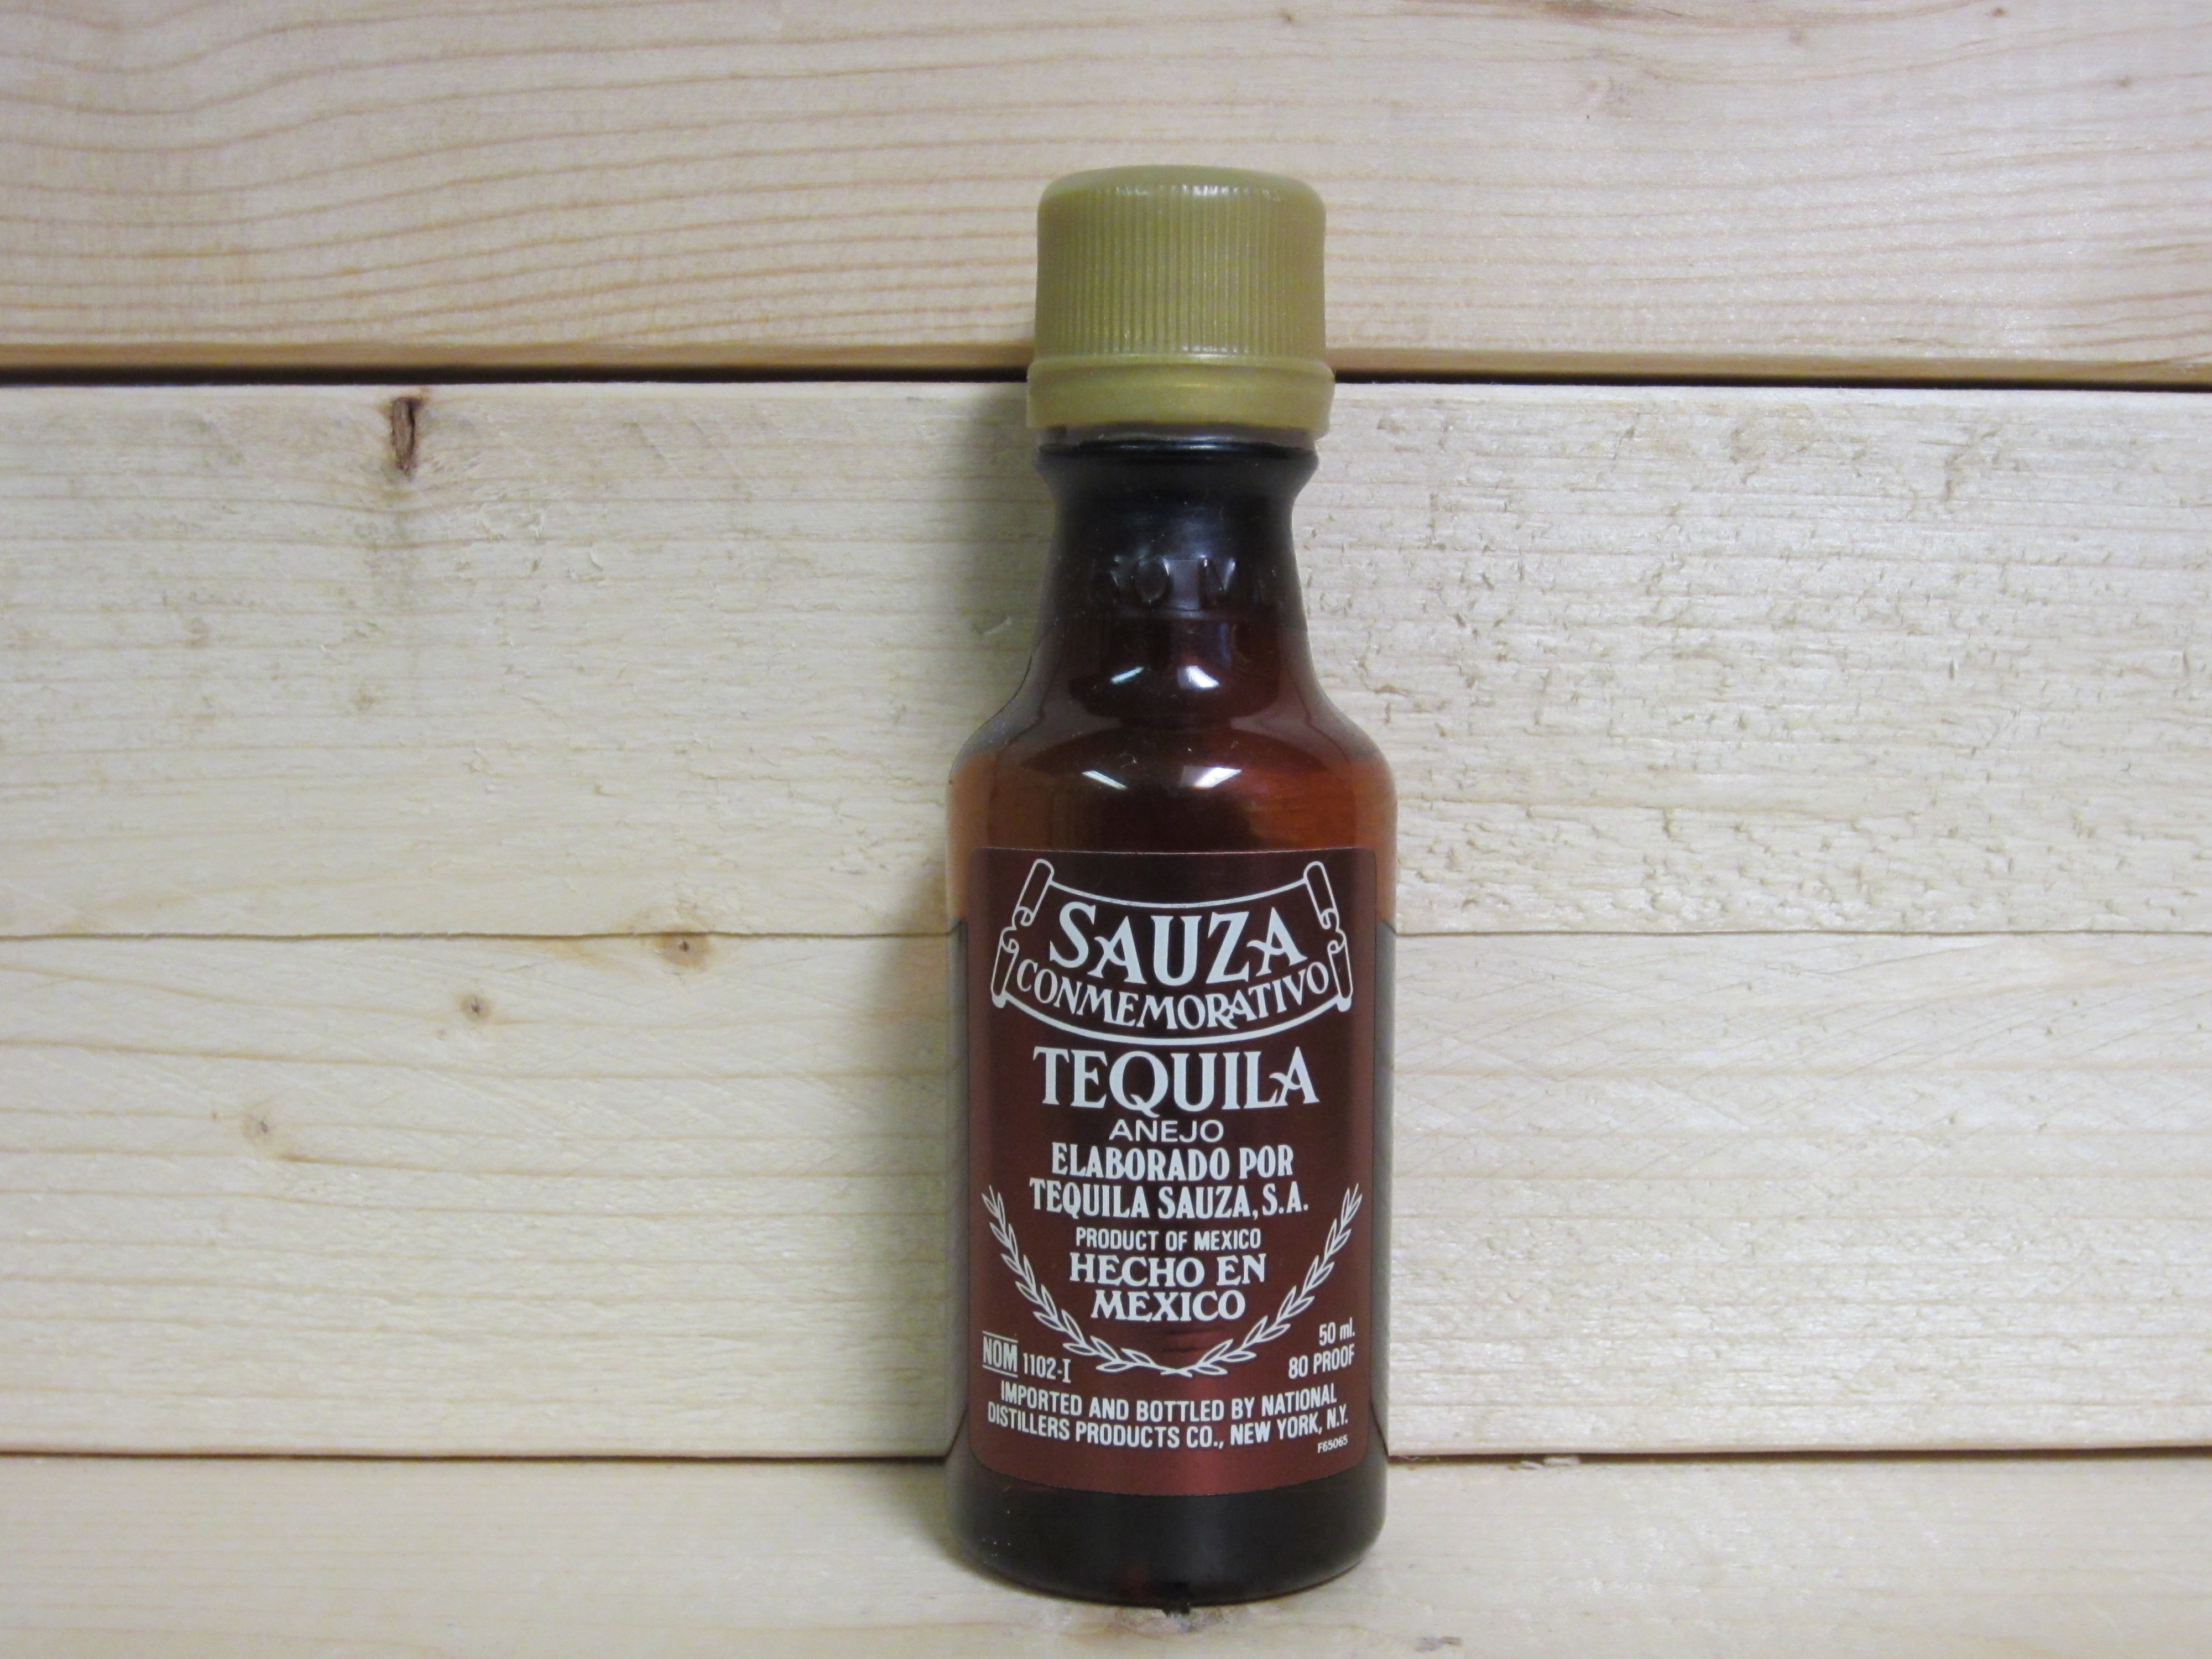 SAUZA
CONMEMORATIVO
TEQUILA
AÑEJO
ELABORADO POR
TEQUILA SAUZA, S.A.
PRODUCT OF MEXICO
HECHO EN
MEXICO
50 ml.
NOM 1102-I
80 PROOF
IMPORTED AND BOTTLED BY NATIONAL
DISTILLERS PRODUCTS CO., NEW YORK, N.Y.
F65065